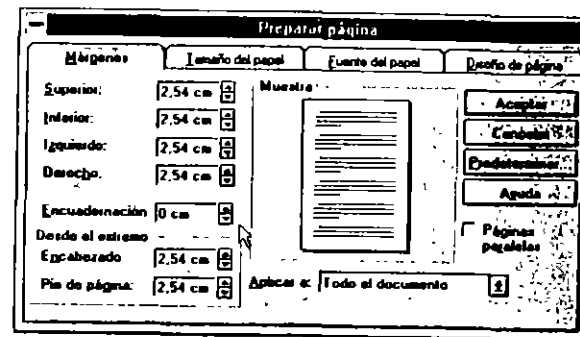 Preparar página
Márgenes Tamaño del papel Fuente del papel Diseño de página
Superior: 2,54 cm Muestra Aceptar
Inferior: 2,54 cm Cancelar
Izquierdo: 2,54 cm Predeterminar
Derecho. 2,54 cm Ayuda
Encuadernación 0 cm Páginas paralelas
Desde el extremo
Encabezado 2,54 cm
Pie de página: 2,54 cm Aplicar a: Todo el documento